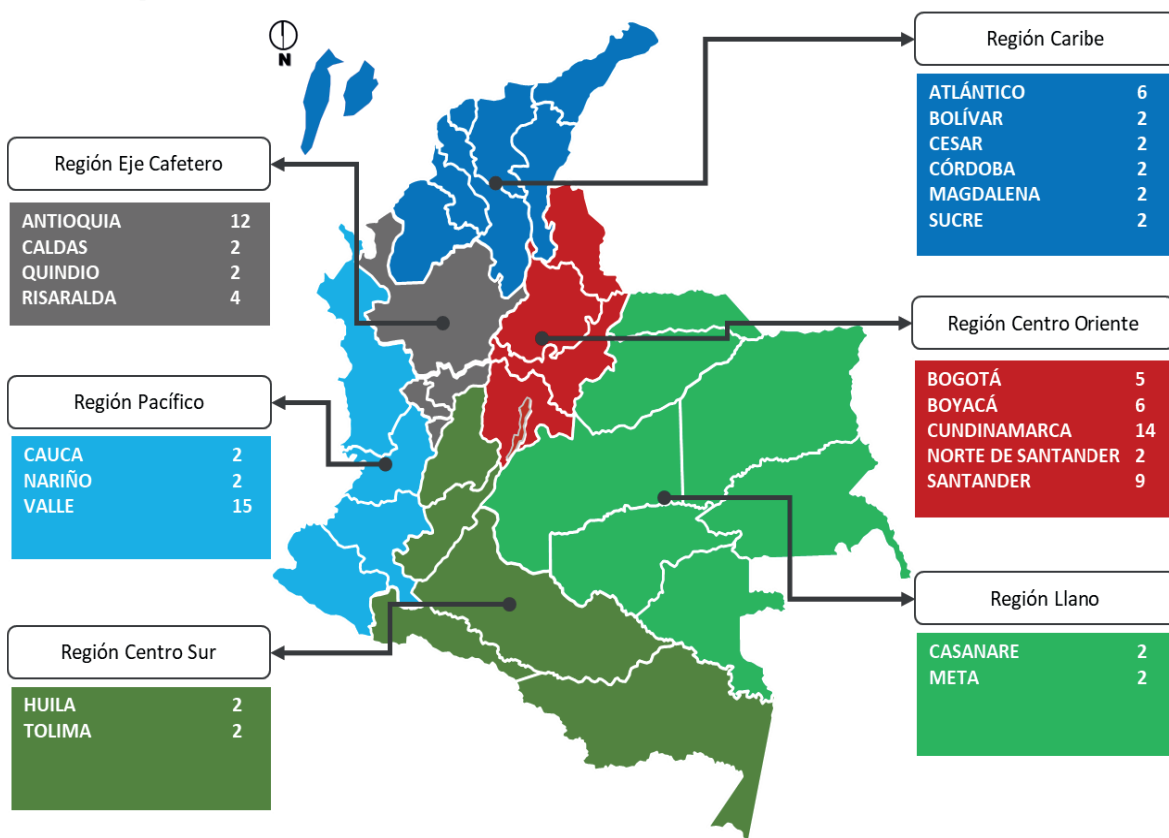 N
Región Caribe
ATLÁNTICO 6
BOLÍVAR 2
CESAR 2
CÓRDOBA 2
MAGDALENA 2
SUCRE 2
Región Eje Cafetero
ANTIOQUIA 12
CALDAS 2
QUINDIO 2
RISARALDA 4
Región Centro Oriente
BOGOTÁ 5
BOYACÁ 6
CUNDINAMARCA 14
NORTE DE SANTANDER 2
SANTANDER 9
Región Pacífico
CAUCA 2
NARIÑO 2
VALLE 15
Región Llano
CASANARE 2
META 2
Región Centro Sur
HUILA 2
TOLIMA 2